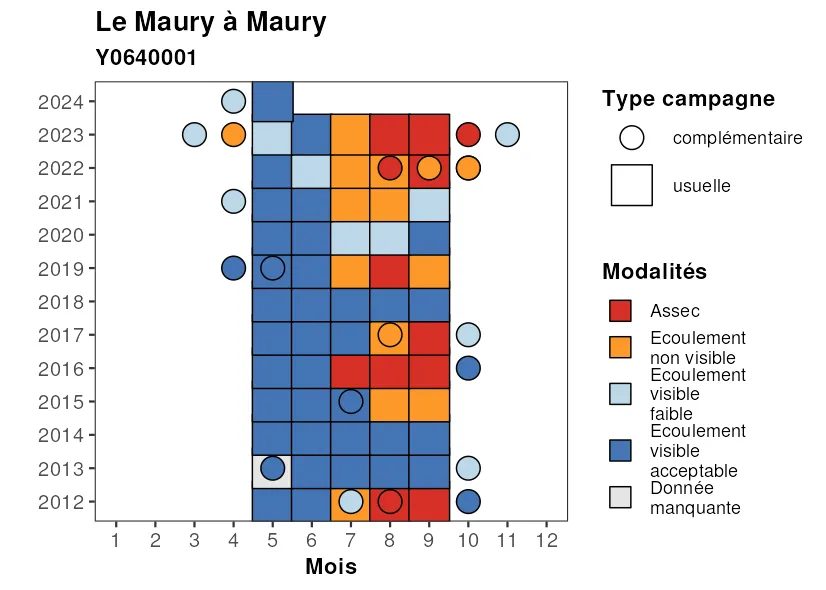 Le Maury à Maury
Y0640001
2024
2023
2022
2021
2020
2019
2018
2017
2016
2015
2014
2013
2012
1 2 3 4 5 6 7 8 9 10 11 12
Mois
Type campagne
complémentaire
usuelle
Modalités
Assec
Ecoulement
non visible
Ecoulement
visible
faible
Ecoulement
visible
acceptable
Donnée
manquante